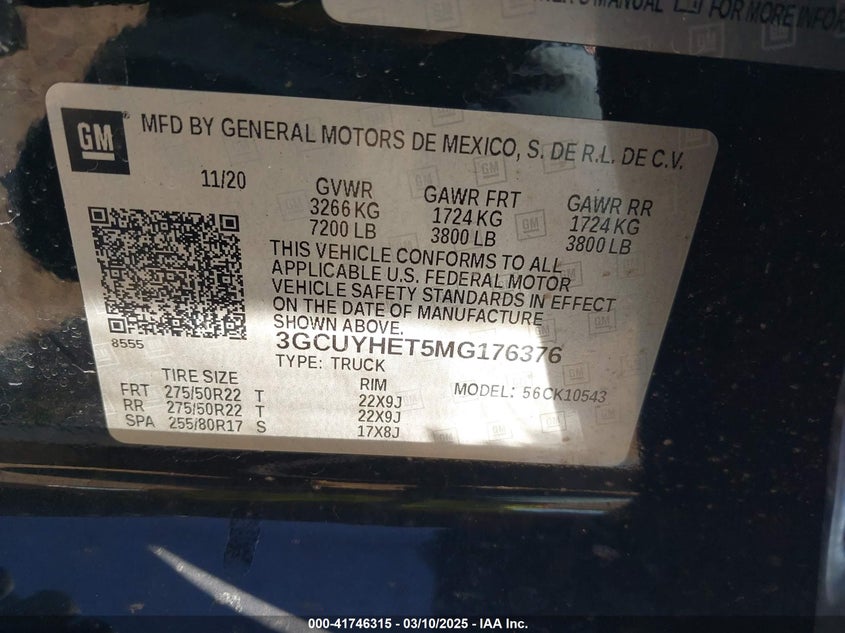 MANUAL
FOR MORE
GM
MFD BY GENERAL MOTORS DE MEXICO, S. DE R.L. DE C.V.
11/20 GVWR GAWR FRT GAWR RR
3266 KG 1724 KG 1724 KG
7200 LB 3800 LB 3800 LB
THIS VEHICLE CONFORMS TO ALL
APPLICABLE U.S. FEDERAL MOTOR
VEHICLE SAFETY STANDARDS IN EFFECT
ON THE DATE OF MANUFACTURE
SHOWN ABOVE.
8555
3GCUYHET5MG176376
TYPE: TRUCK
TIRE SIZE RIM MODEL: 56CK10543
FRT 275/50R22 T 22X9J
RR 275/50R22 T 22X9J
SPA 255/80R17 S 17X8J
000-41746315 - 03/10/2025 - IAA Inc.